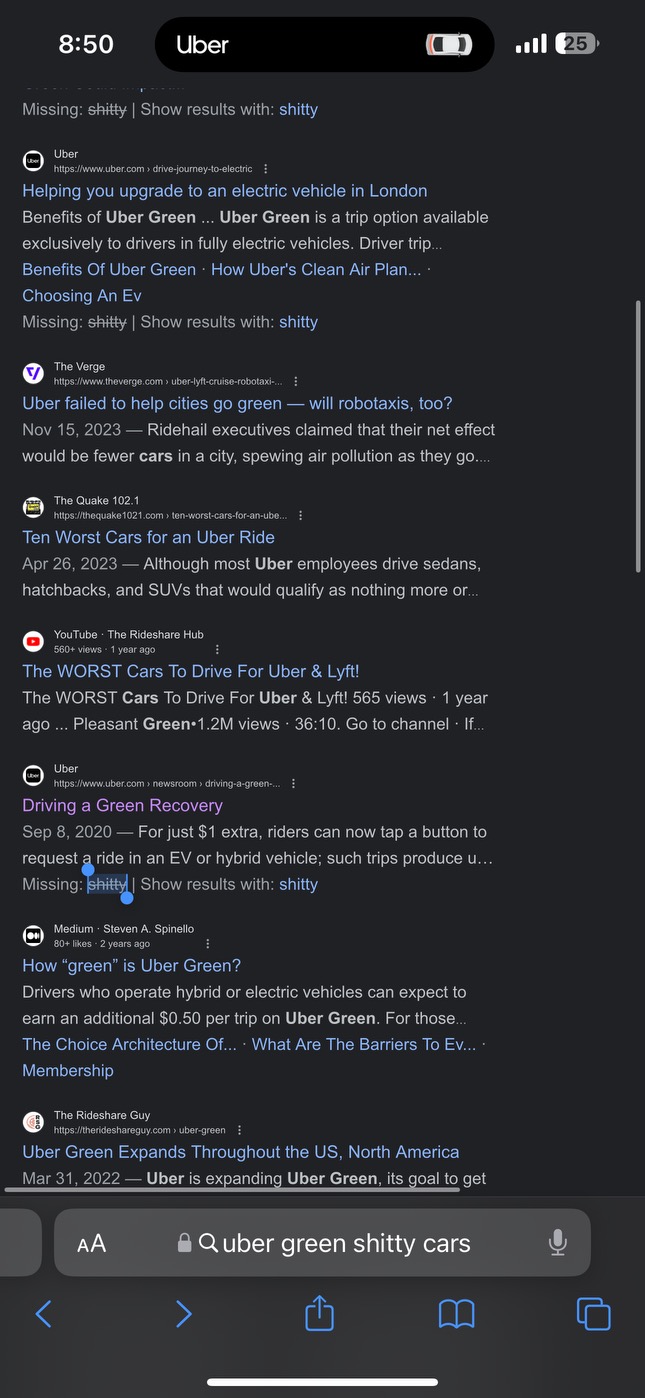 8:50
Uber
25
Missing: shitty | Show results with: shitty
Uber
https://www.uber.com › drive-journey-to-electric
Helping you upgrade to an electric vehicle in London
Benefits of Uber Green ... Uber Green is a trip option available
exclusively to drivers in fully electric vehicles. Driver trip...
Benefits Of Uber Green · How Uber's Clean Air Plan... ·
Choosing An Ev
Missing: shitty | Show results with: shitty
The Verge
https://www.theverge.com › uber-lyft-cruise-robotaxi-...
Uber failed to help cities go green — will robotaxis, too?
Nov 15, 2023 — Ridehail executives claimed that their net effect
would be fewer cars in a city, spewing air pollution as they go....
The Quake 102.1
https://thequake1021.com › ten-worst-cars-for-an-ube...
Ten Worst Cars for an Uber Ride
Apr 26, 2023 — Although most Uber employees drive sedans,
hatchbacks, and SUVs that would qualify as nothing more or...
YouTube · The Rideshare Hub
560+ views · 1 year ago
The WORST Cars To Drive For Uber & Lyft!
The WORST Cars To Drive For Uber & Lyft! 565 views · 1 year
ago ... Pleasant Green•1.2M views · 36:10. Go to channel · If...
Uber
https://www.uber.com › newsroom › driving-a-green-...
Driving a Green Recovery
Sep 8, 2020 — For just $1 extra, riders can now tap a button to
request a ride in an EV or hybrid vehicle; such trips produce u...
Missing: shitty | Show results with: shitty
Medium · Steven A. Spinello
80+ likes · 2 years ago
How “green” is Uber Green?
Drivers who operate hybrid or electric vehicles can expect to
earn an additional $0.50 per trip on Uber Green. For those...
The Choice Architecture Of... · What Are The Barriers To Ev... ·
Membership
The Rideshare Guy
https://therideshareguy.com › uber-green
Uber Green Expands Throughout the US, North America
Mar 31, 2022 — Uber is expanding Uber Green, its goal to get
AA
uber green shitty cars